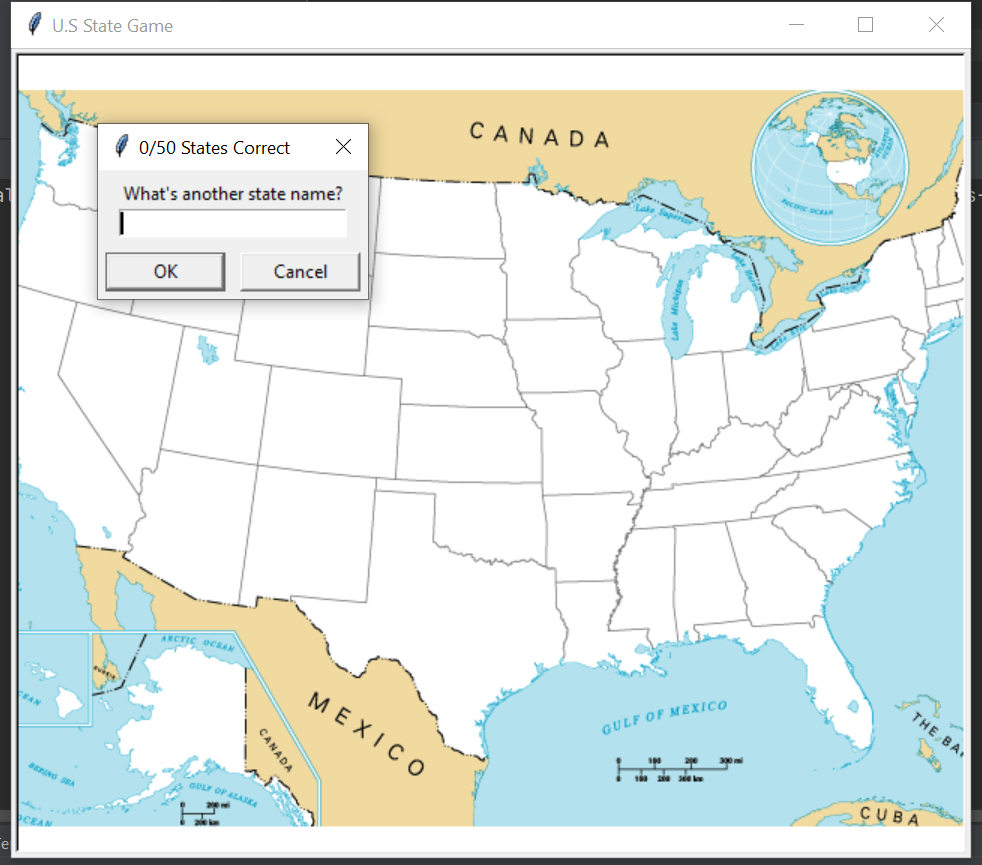 U.S State Game
0/50 States Correct
What's another state name?
OK
Cancel
CANADA
PACIFIC OCEAN
Lake Superior
Lake Michigan
Lake Huron
Lake Erie
ARCTIC OCEAN
RUSSIA
CANADA
MEXICO
GULF OF MEXICO
0 100 200 300 mi
0 100 200 300 km
THE BA
BERING SEA
GULF OF ALASKA
0 200 mi
0 200 km
OCEAN
CUBA